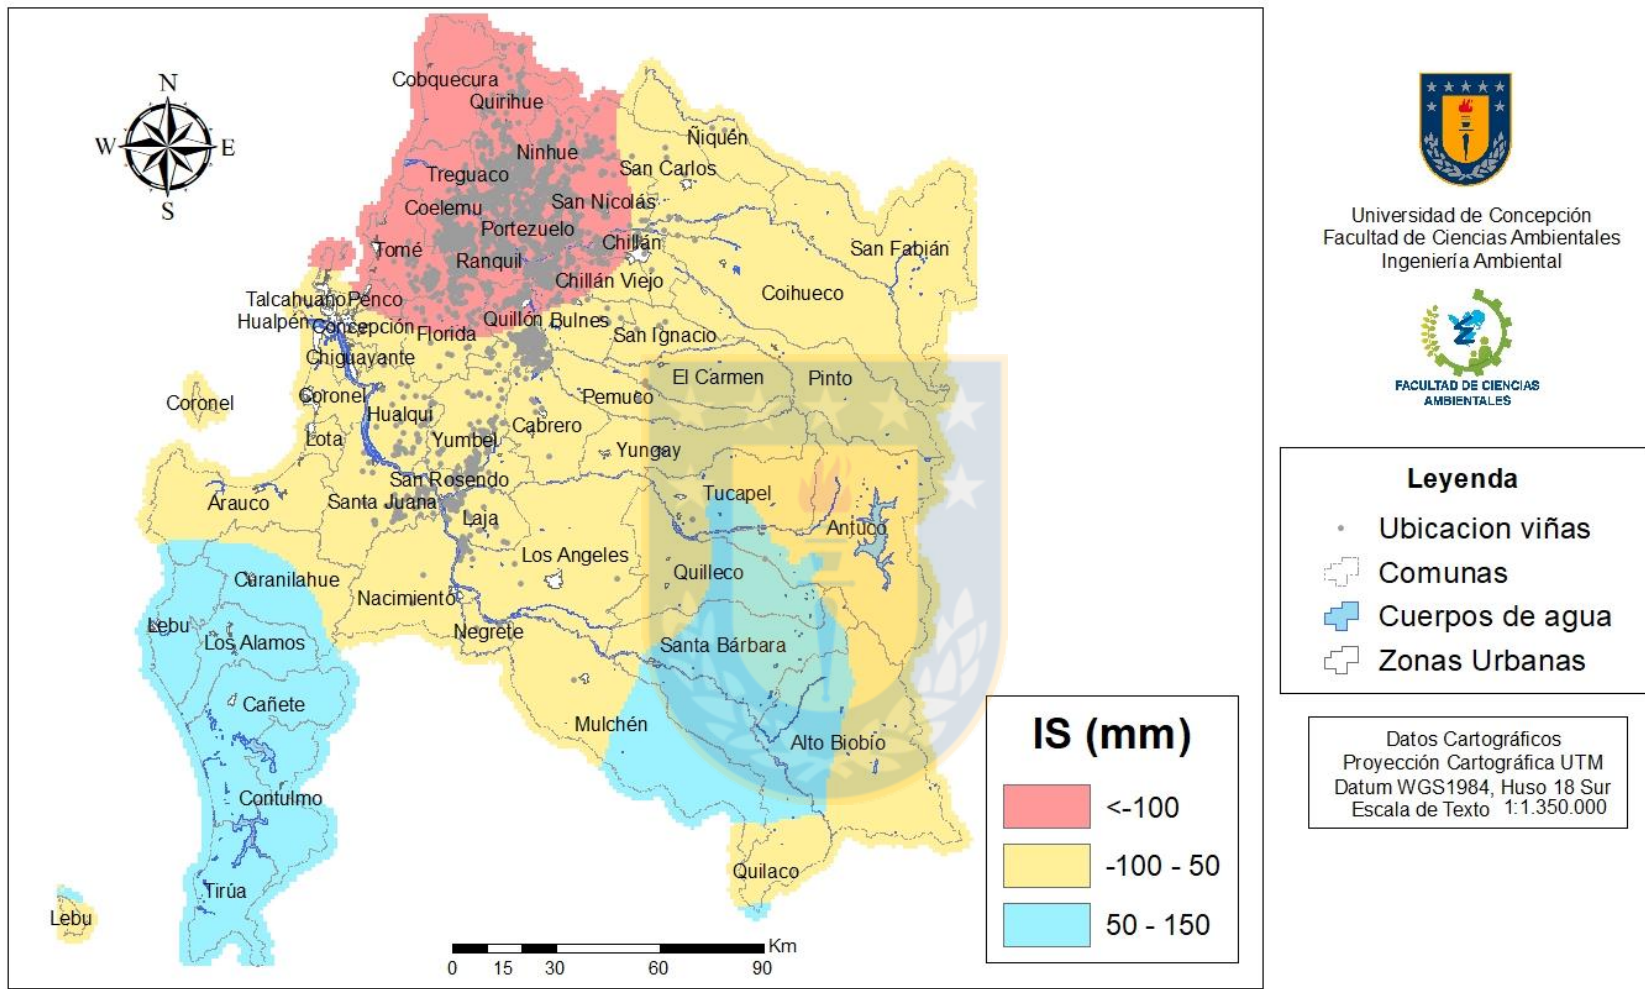 N
W
E
S
Cobquecura
Quirihue
Ñiquén
Ninhue
San Carlos
Treguaco
San Nicolás
Coelemu
Portezuelo
Chillán
San Fabián
Tomé
Ranquil
Chillán Viejo
Coihueco
Talcahuano
Penco
Hualpén
Concepción
Florida
Quillón
Bulnes
San Ignacio
Chiguayante
El Carmen
Pinto
Coronel
Coronel
Hualqui
Pemuco
Cabrero
Lota
Yumbel
Yungay
San Rosendo
Arauco
Santa Juana
Tucapel
Laja
Antuco
Los Angeles
Curanilahue
Quilleco
Nacimiento
Lebu
Los Alamos
Negrete
Santa Bárbara
Cañete
Mulchén
Alto Biobío
Contulmo
Quilaco
Tirúa
Lebu
Km
0 15 30 60 90
IS (mm)
<-100
-100 - 50
50 - 150
Universidad de Concepción
Facultad de Ciencias Ambientales
Ingeniería Ambiental
FACULTAD DE CIENCIAS
AMBIENTALES
Leyenda
Ubicacion viñas
Comunas
Cuerpos de agua
Zonas Urbanas
Datos Cartográficos
Proyección Cartográfica UTM
Datum WGS1984, Huso 18 Sur
Escala de Texto 1:1.350.000